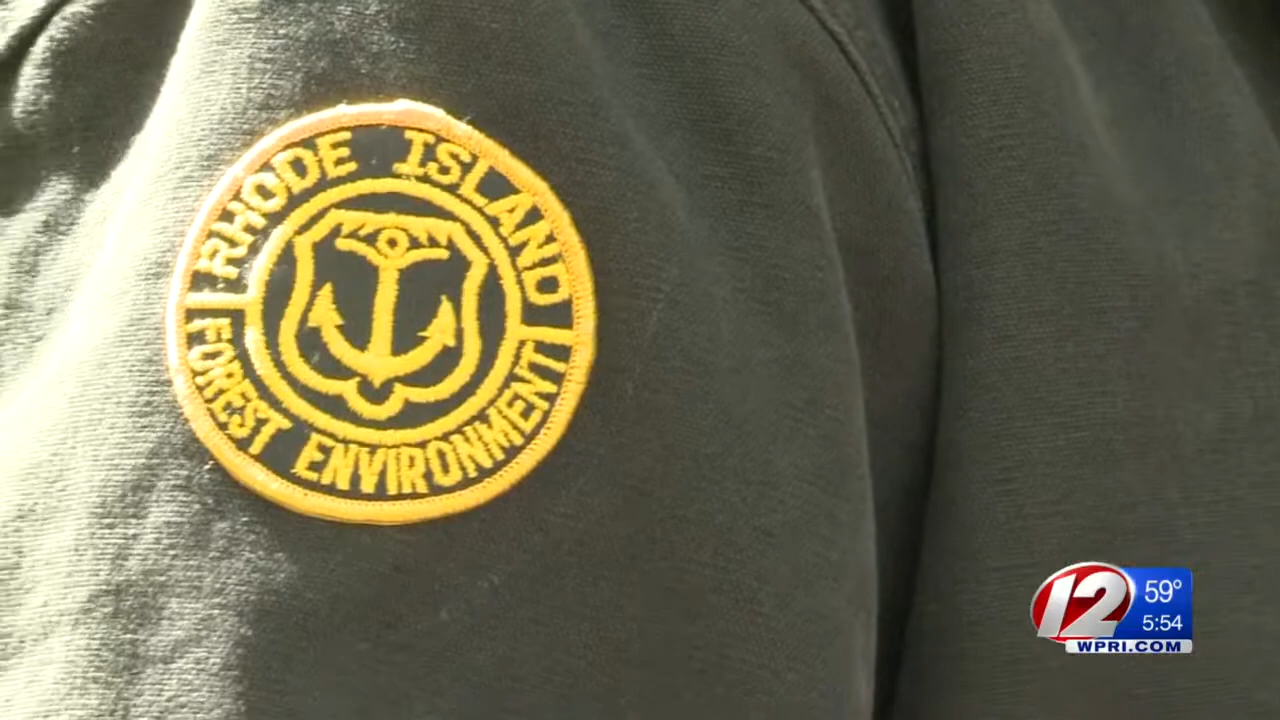 RHODE ISLAND
FOREST ENVIRONMENT
12
59°
5:54
WPRI.COM